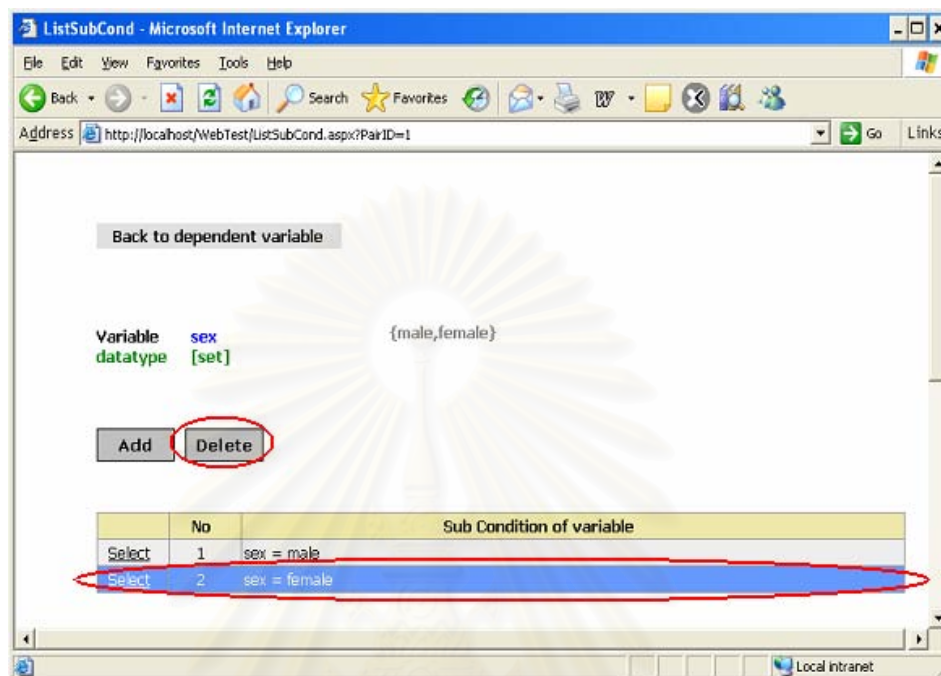 ListSubCond - Microsoft Internet Explorer
File Edit View Favorites Tools Help
Back Search Favorites
Address http://localhost/WebTest/ListSubCond.aspx?PairID=1 Go Links
Back to dependent variable
Variable sex {male,female}
datatype [set]
Add Delete
No Sub Condition of variable
Select 1 sex = male
Select 2 sex = female
Local intranet